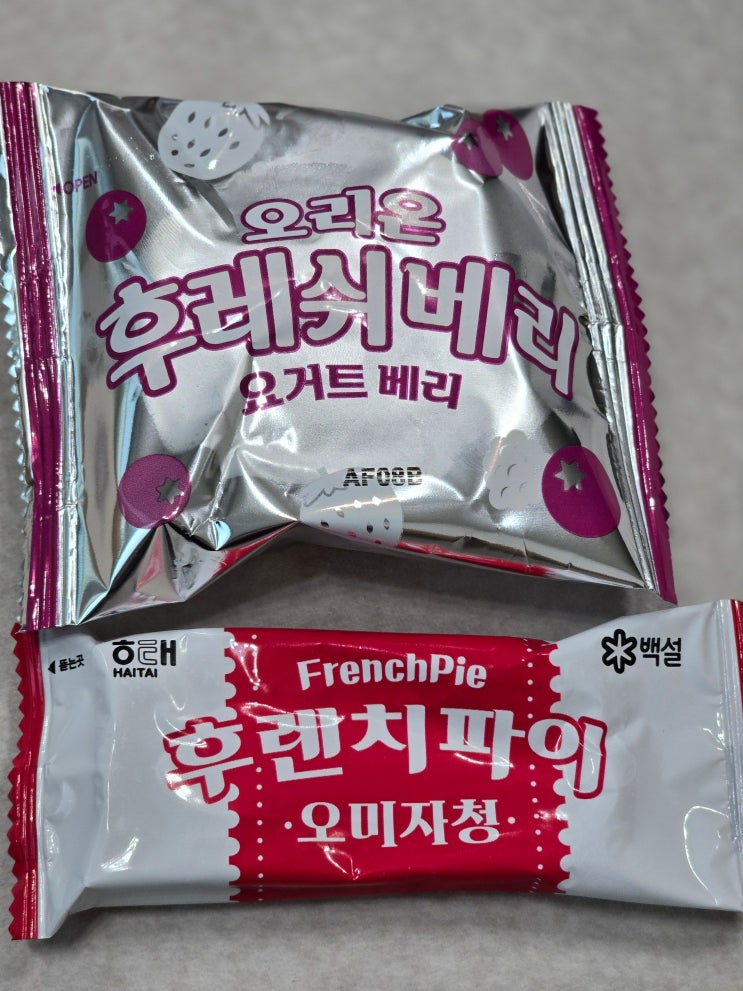 OPEN
오리온
후레쉬베리
요거트 베리
AF08B
뜯는곳
해태
HAITAI
백설
FrenchPie
후렌치파이
·오미자청·